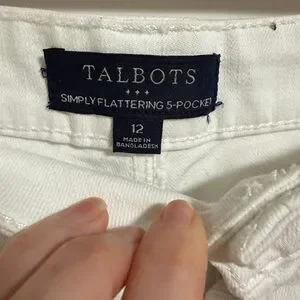 TALBOTS
SIMPLY FLATTERING 5-POCKET
12
MADE IN
BANGLADESH